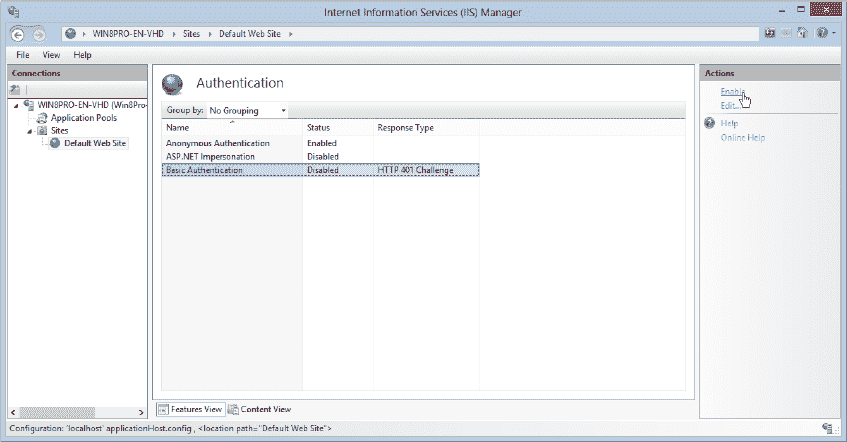 Internet Information Services (IIS) Manager
WIN8PRO-EN-VHD Sites Default Web Site
File View Help
Connections
WIN8PRO-EN-VHD (Win8Pro-
Application Pools
Sites
Default Web Site
Authentication
Group by: No Grouping
Name Status Response Type
Anonymous Authentication Enabled
ASP.NET Impersonation Disabled
Basic Authentication Disabled HTTP 401 Challenge
Features View Content View
Actions
Enable
Edit...
Help
Online Help
Configuration: 'localhost' applicationHost.config , <location path="Default Web Site">